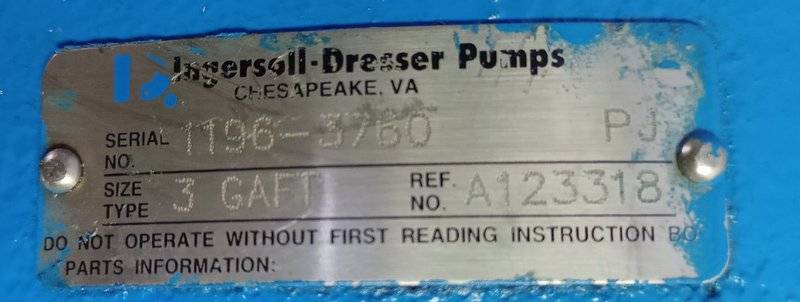 Ingersoll-Dresser Pumps
CHESAPEAKE, VA
SERIAL NO. 1196-3760 PJ
SIZE TYPE 3 GAFT REF. NO. A123318
DO NOT OPERATE WITHOUT FIRST READING INSTRUCTION BO
PARTS INFORMATION: